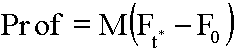 Prof = M(F_{t*} − F_0)